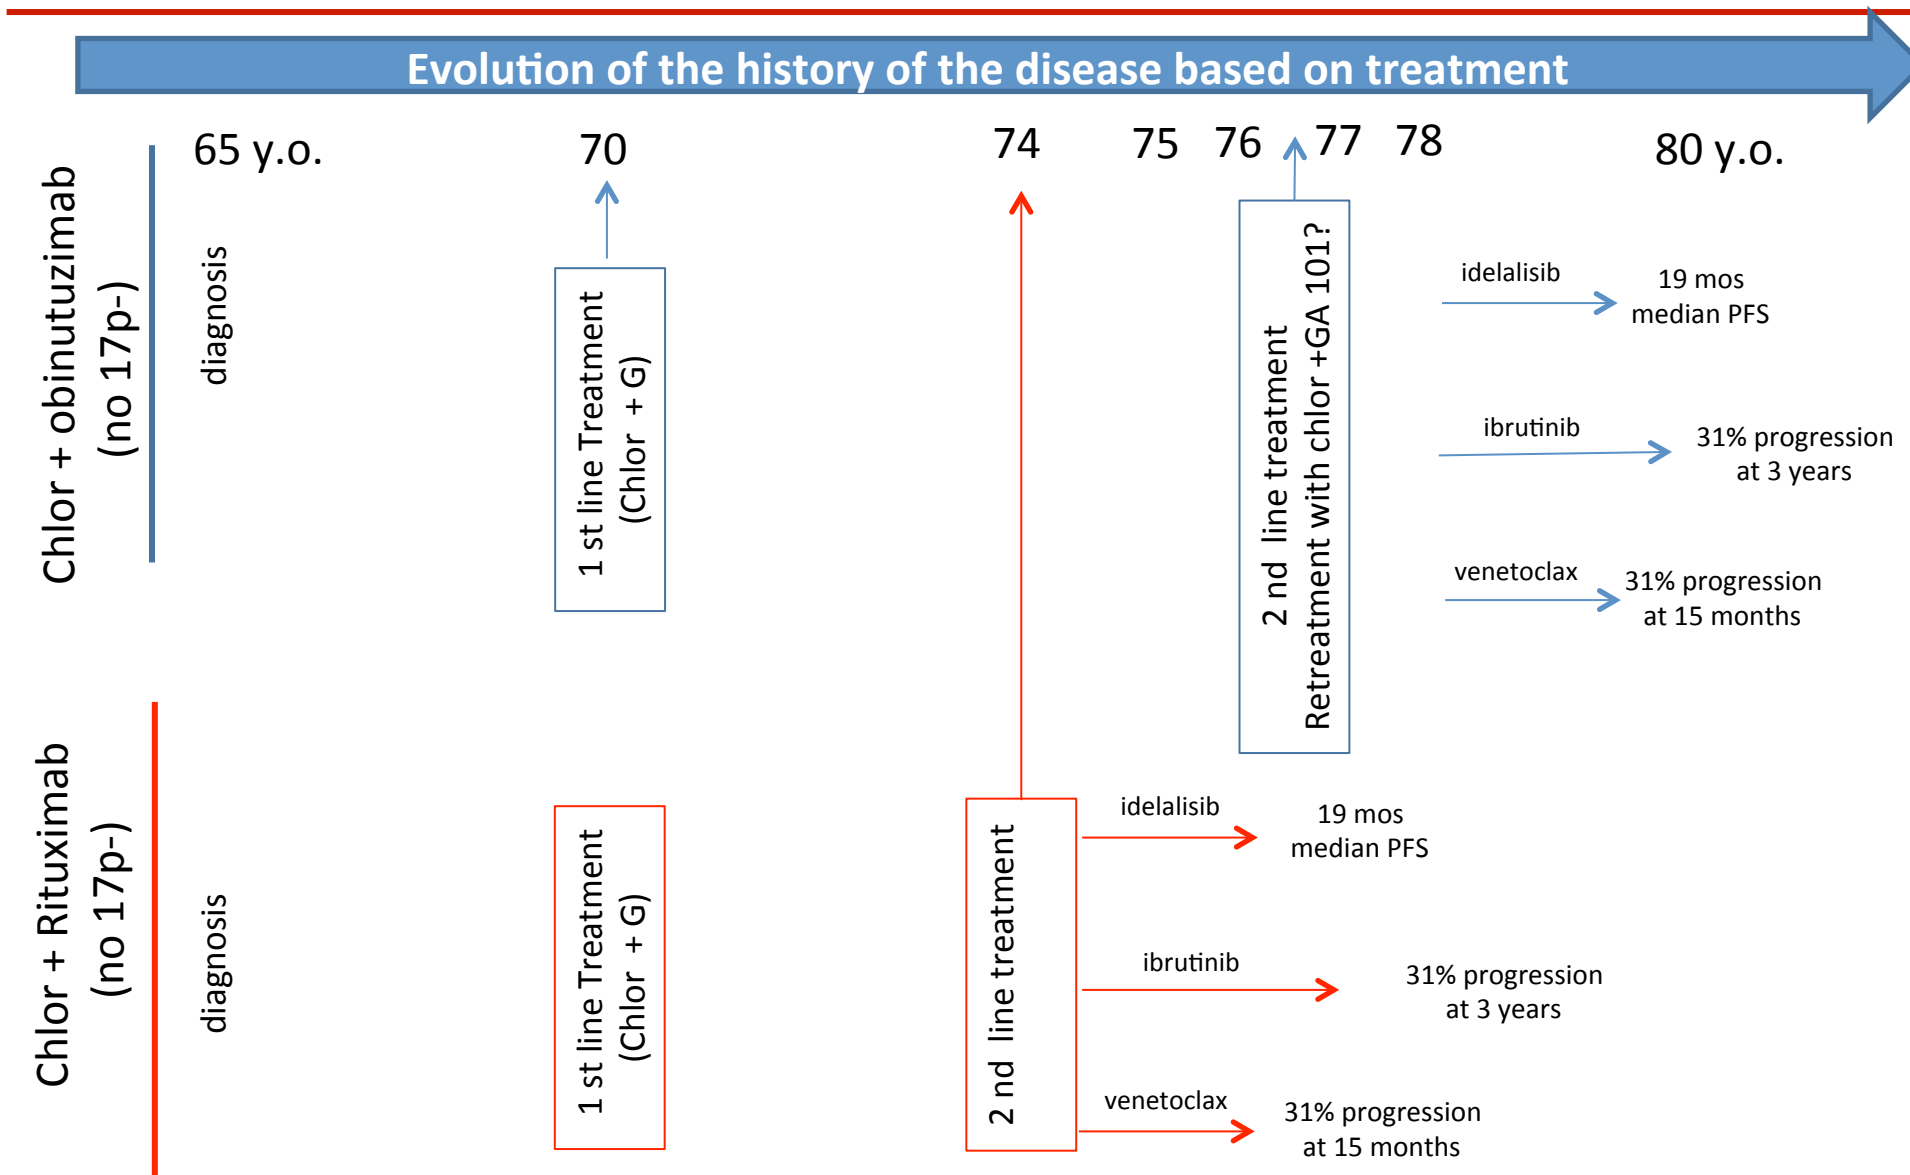 Evolution of the history of the disease based on treatment
65 y.o.
70
74
75
76
77
78
80 y.o.
Chlor + obinutuzimab
(no 17p-)
diagnosis
1 st line Treatment
(Chlor + G)
2 nd line treatment
Retreatment with chlor +GA 101?
idelalisib
19 mos
median PFS
ibrutinib
31% progression
at 3 years
venetoclax
31% progression
at 15 months
Chlor + Rituximab
(no 17p-)
diagnosis
1 st line Treatment
(Chlor + G)
2 nd line treatment
idelalisib
19 mos
median PFS
ibrutinib
31% progression
at 3 years
venetoclax
31% progression
at 15 months